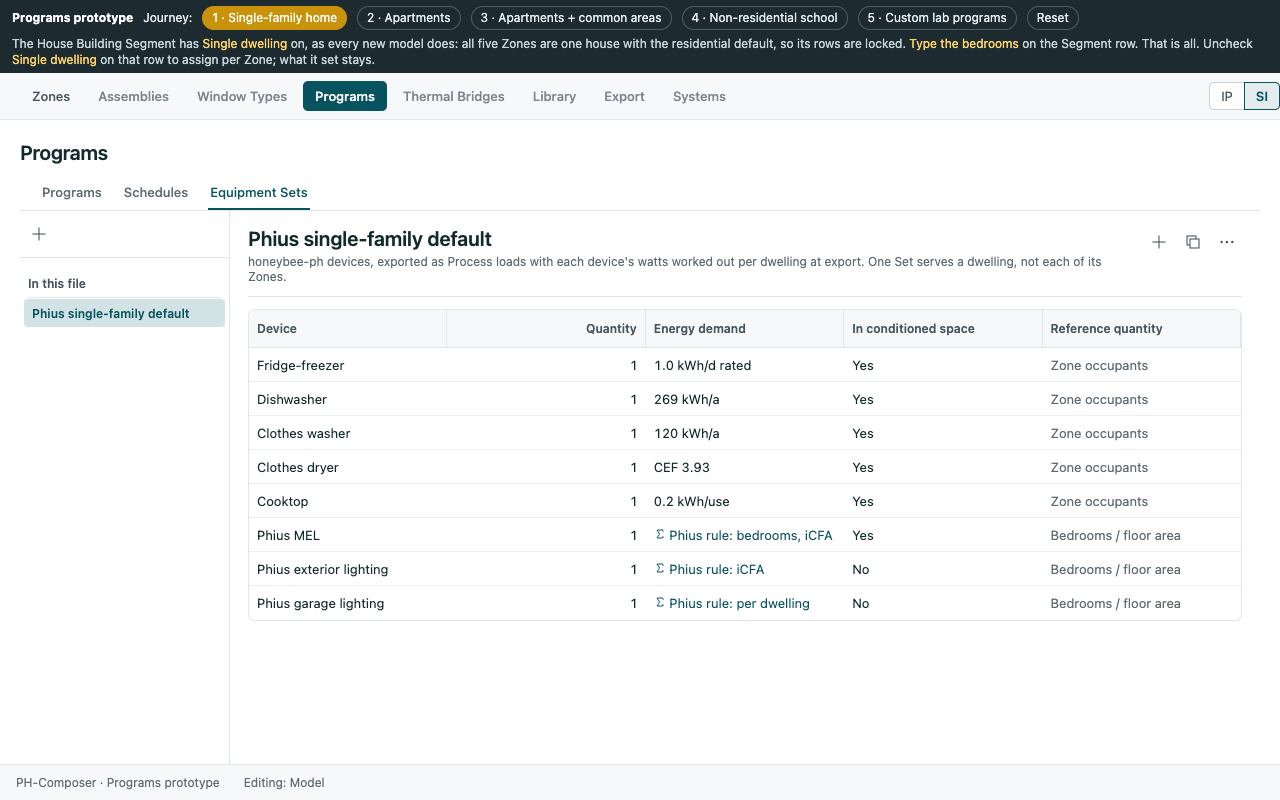 Programs prototype Journey: 1 · Single-family home 2 · Apartments 3 · Apartments + common areas 4 · Non-residential school 5 · Custom lab programs Reset
The House Building Segment has Single dwelling on, as every new model does: all five Zones are one house with the residential default, so its rows are locked. Type the bedrooms on the Segment row. That is all. Uncheck
Single dwelling on that row to assign per Zone; what it set stays.
Zones Assemblies Window Types Programs Thermal Bridges Library Export Systems IP SI
Programs
Programs Schedules Equipment Sets
In this file
Phius single-family default
Phius single-family default
honeybee-ph devices, exported as Process loads with each device's watts worked out per dwelling at export. One Set serves a dwelling, not each of its
Zones.
Device Quantity Energy demand In conditioned space Reference quantity
Fridge-freezer 1 1.0 kWh/d rated Yes Zone occupants
Dishwasher 1 269 kWh/a Yes Zone occupants
Clothes washer 1 120 kWh/a Yes Zone occupants
Clothes dryer 1 CEF 3.93 Yes Zone occupants
Cooktop 1 0.2 kWh/use Yes Zone occupants
Phius MEL 1 Σ Phius rule: bedrooms, iCFA Yes Bedrooms / floor area
Phius exterior lighting 1 Σ Phius rule: iCFA No Bedrooms / floor area
Phius garage lighting 1 Σ Phius rule: per dwelling No Bedrooms / floor area
PH-Composer · Programs prototype Editing: Model